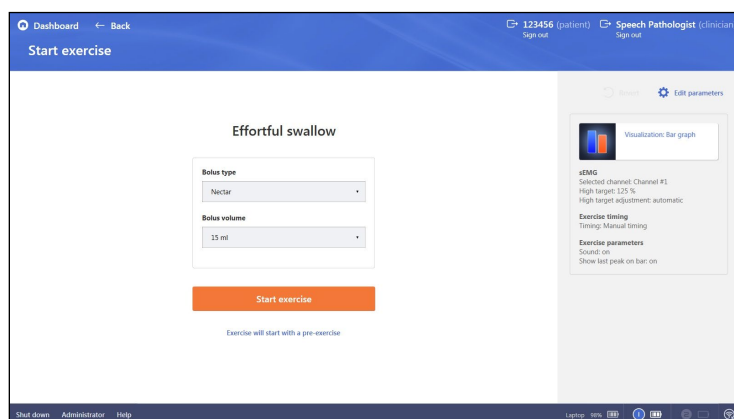 Dashboard ← Back
123456 (patient)
Sign out
Speech Pathologist (clinician
Sign out
Start exercise
Revert
Edit parameters
Effortful swallow
Bolus type
Nectar
Bolus volume
15 ml
Start exercise
Exercise will start with a pre-exercise
Visualization: Bar graph
sEMG
Selected channel: Channel #1
High target: 125 %
High target adjustment: automatic
Exercise timing
Timing: Manual timing
Exercise parameters
Sound: on
Show last peak on bar: on
Shut down Administrator Help
Laptop 98%